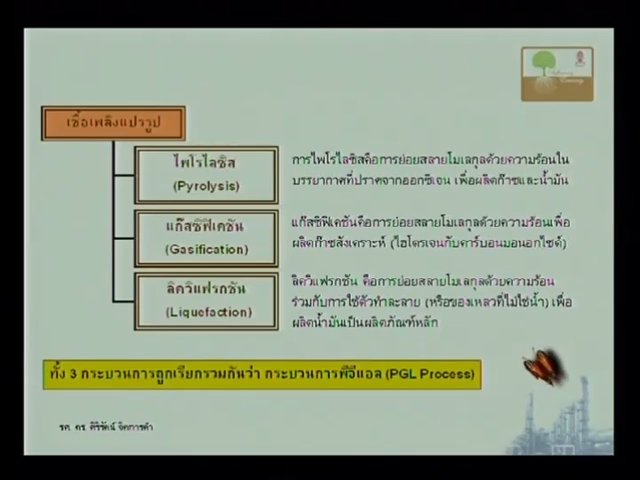 เชื้อเพลิงแปรรูป
ไพโรไลซิส
(Pyrolysis)
การไพโรไลซิสคือการย่อยสลายโมเลกุลด้วยความร้อนใน
บรรยากาศที่ปราศจากออกซิเจน เพื่อผลิตก๊าซและน้ำมัน
แก๊สซิฟิเคชัน
(Gasification)
แก๊สซิฟิเคชันคือการย่อยสลายโมเลกุลด้วยความร้อนเพื่อ
ผลิตก๊าซสังเคราะห์ (ไฮโดรเจนกับคาร์บอนมอนอกไซด์)
ลิควิแฟรกชัน
(Liquefaction)
ลิควิแฟรกชัน คือการย่อยสลายโมเลกุลด้วยความร้อน
ร่วมกับการใช้ตัวทำละลาย (หรือของเหลวที่ไม่ใช่น้ำ) เพื่อ
ผลิตน้ำมันเป็นผลิตภัณฑ์หลัก
ทั้ง 3 กระบวนการถูกเรียกรวมกันว่า กระบวนการพีจีแอล (PGL Process)
รศ. ดร. ศิริรัตน์ จิตการค้า